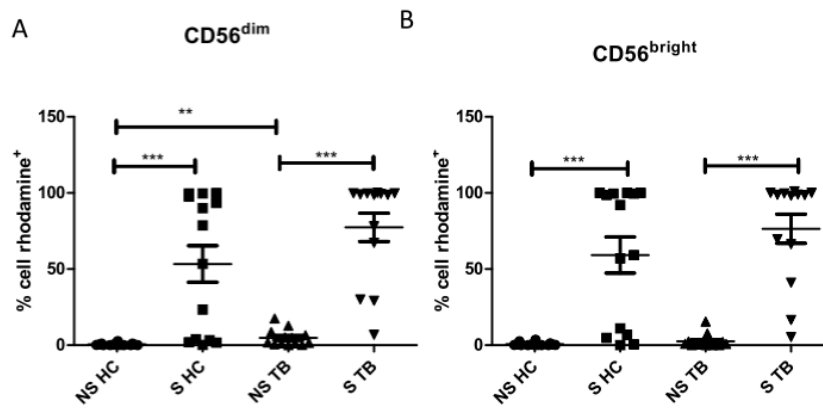 A
CD56dim
% cell rhodamine+
150
100
50
0
**
***
***
NS HC
S HC
NS TB
S TB
B
CD56bright
% cell rhodamine+
150
100
50
0
***
***
NS HC
S HC
NS TB
S TB